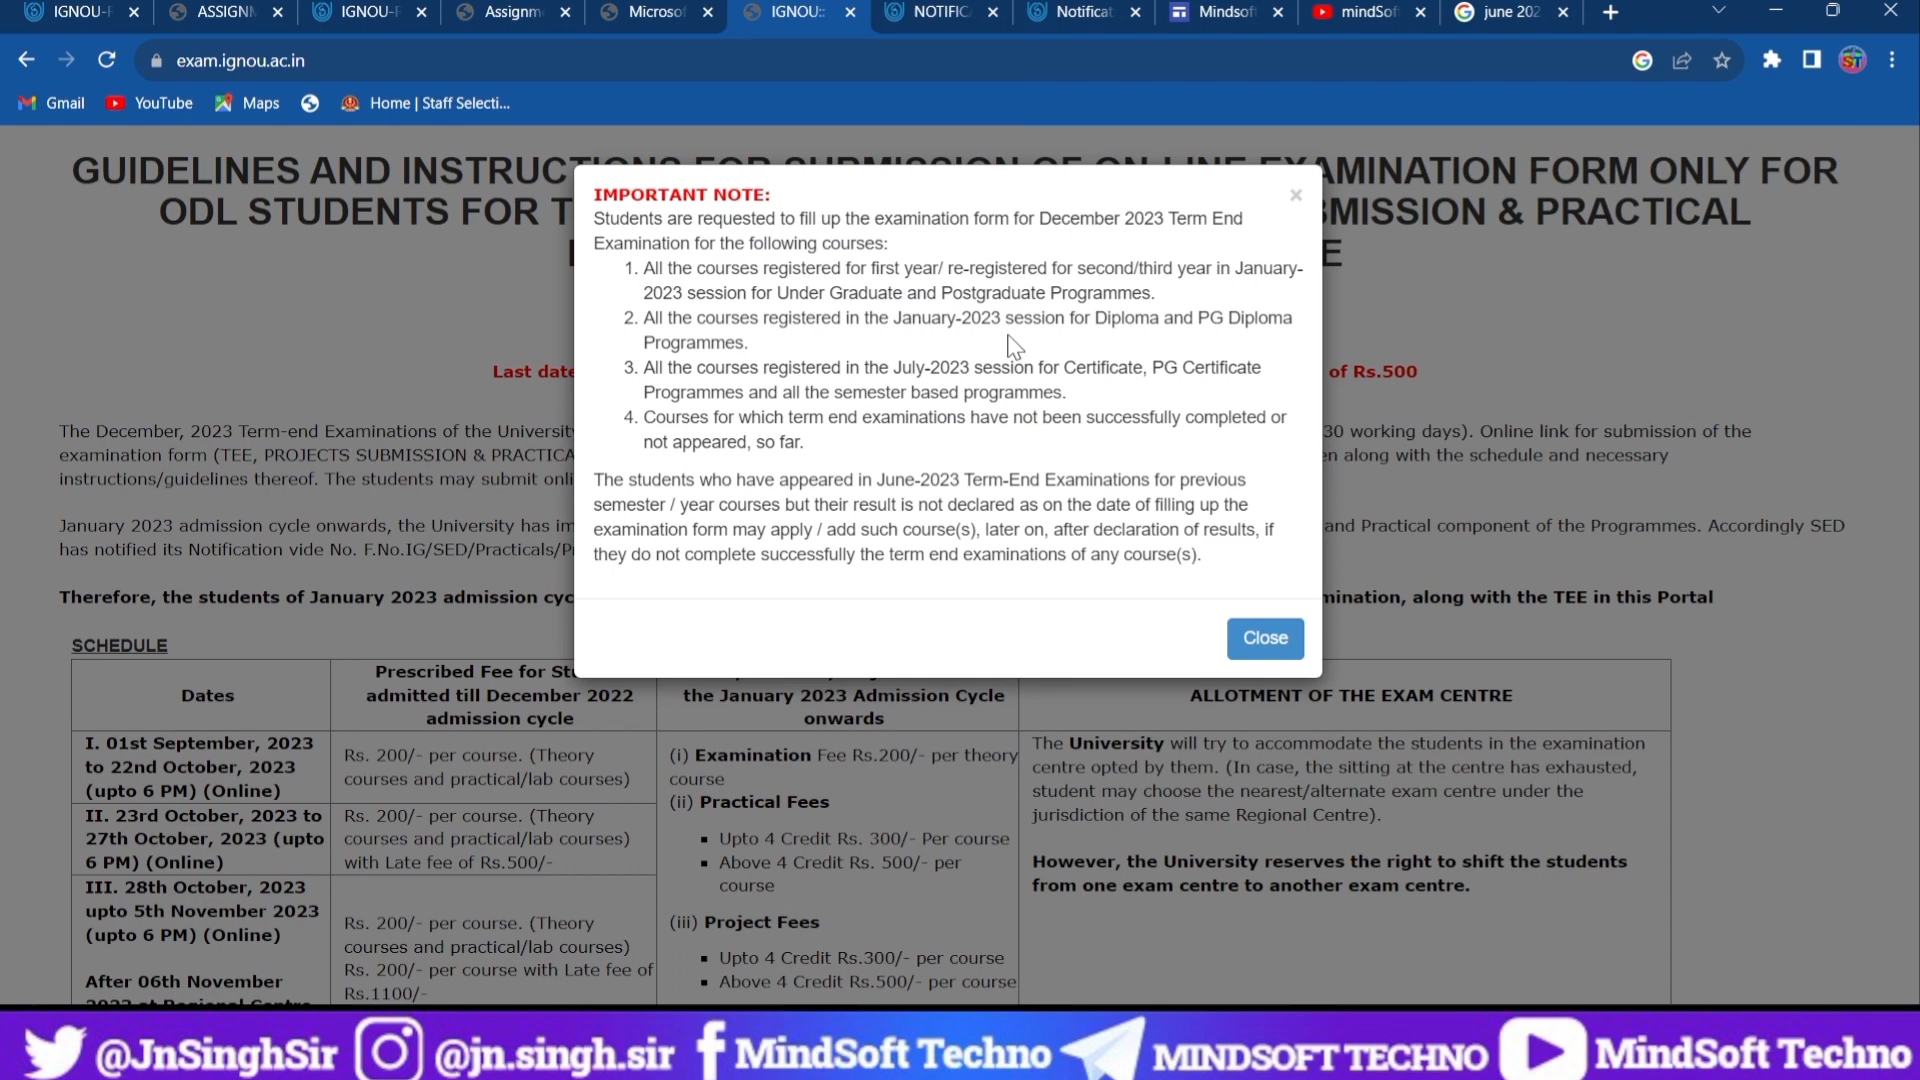 IGNOU-
ASSIGN
IGNOU-
Assignm
Microso
IGNOU::
NOTIFIC
Notificat
Mindsof
mindSof
june 202
exam.ignou.ac.in
Gmail
YouTube
Maps
Home | Staff Selecti...
GUIDELINES AND INSTRUC
EXAMINATION FORM ONLY FOR
ODL STUDENTS FOR T
BMISSION & PRACTICAL
E
IMPORTANT NOTE:
Students are requested to fill up the examination form for December 2023 Term End
Examination for the following courses:
1. All the courses registered for first year/ re-registered for second/third year in January-
2023 session for Under Graduate and Postgraduate Programmes.
2. All the courses registered in the January-2023 session for Diploma and PG Diploma
Programmes.
3. All the courses registered in the July-2023 session for Certificate, PG Certificate
Programmes and all the semester based programmes.
4. Courses for which term end examinations have not been successfully completed or
not appeared, so far.
The students who have appeared in June-2023 Term-End Examinations for previous
semester / year courses but their result is not declared as on the date of filling up the
examination form may apply / add such course(s), later on, after declaration of results, if
they do not complete successfully the term end examinations of any course(s).
Close
Last date
of Rs.500
The December, 2023 Term-end Examinations of the Universit
30 working days). Online link for submission of the
examination form (TEE, PROJECTS SUBMISSION & PRACTICA
en along with the schedule and necessary
instructions/guidelines thereof. The students may submit onli
January 2023 admission cycle onwards, the University has im
and Practical component of the Programmes. Accordingly SED
has notified its Notification vide No. F.No.IG/SED/Practicals/P
Therefore, the students of January 2023 admission cyc
mination, along with the TEE in this Portal
SCHEDULE
Dates
Prescribed Fee for Stu
admitted till December 2022
admission cycle
the January 2023 Admission Cycle
onwards
ALLOTMENT OF THE EXAM CENTRE
I. 01st September, 2023
to 22nd October, 2023
(upto 6 PM) (Online)
Rs. 200/- per course. (Theory
courses and practical/lab courses)
II. 23rd October, 2023 to
27th October, 2023 (upto
6 PM) (Online)
Rs. 200/- per course. (Theory
courses and practical/lab courses)
with Late fee of Rs.500/-
III. 28th October, 2023
upto 5th November 2023
(upto 6 PM) (Online)
After 06th November
2023 at Regional Centre
Rs. 200/- per course. (Theory
courses and practical/lab courses)
Rs. 200/- per course with Late fee of
Rs.1100/-
(i) Examination Fee Rs.200/- per theory
course
(ii) Practical Fees
▪ Upto 4 Credit Rs. 300/- Per course
▪ Above 4 Credit Rs. 500/- per
course
(iii) Project Fees
▪ Upto 4 Credit Rs.300/- per course
▪ Above 4 Credit Rs.500/- per course
The University will try to accommodate the students in the examination
centre opted by them. (In case, the sitting at the centre has exhausted,
student may choose the nearest/alternate exam centre under the
jurisdiction of the same Regional Centre).
However, the University reserves the right to shift the students
from one exam centre to another exam centre.
@JnSinghSir
@jn.singh.sir
MindSoft Techno
MINDSOFT TECHNO
MindSoft Techno